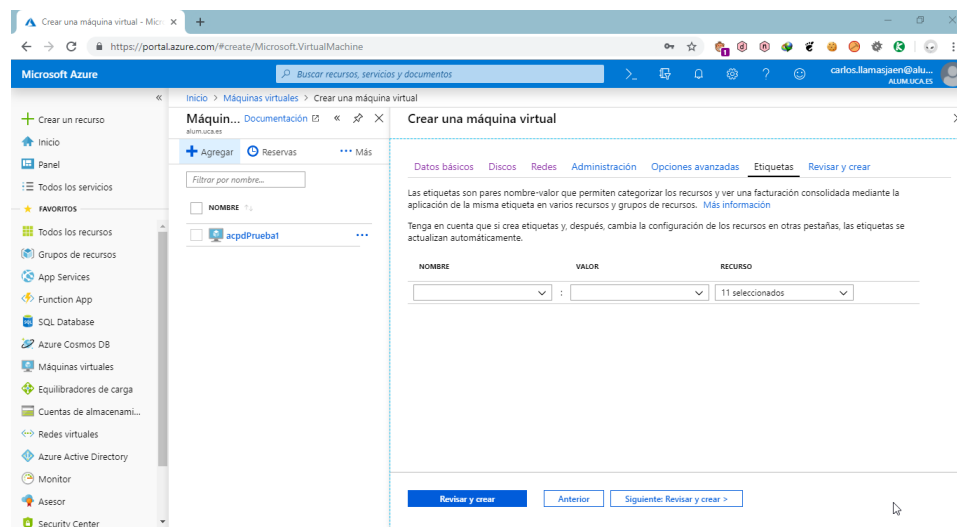 Crear una máquina virtual - Micr
https://portal.azure.com/#create/Microsoft.VirtualMachine
Microsoft Azure
Buscar recursos, servicios y documentos
carlos.llamasjaen@alu...
ALUM.UCA.ES
Inicio > Máquinas virtuales > Crear una máquina virtual
Crear un recurso
Inicio
Panel
Todos los servicios
FAVORITOS
Todos los recursos
Grupos de recursos
App Services
Function App
SQL Database
Azure Cosmos DB
Máquinas virtuales
Equilibradores de carga
Cuentas de almacenami...
Redes virtuales
Azure Active Directory
Monitor
Asesor
Security Center
Máquin... Documentación
alum.uca.es
Agregar Reservas ••• Más
Filtrar por nombre...
NOMBRE
acpdPrueba1
Crear una máquina virtual
Datos básicos Discos Redes Administración Opciones avanzadas Etiquetas Revisar y crear
Las etiquetas son pares nombre-valor que permiten categorizar los recursos y ver una facturación consolidada mediante la
aplicación de la misma etiqueta en varios recursos y grupos de recursos. Más información
Tenga en cuenta que si crea etiquetas y, después, cambia la configuración de los recursos en otras pestañas, las etiquetas se
actualizan automáticamente.
NOMBRE VALOR RECURSO
: 11 seleccionados
Revisar y crear Anterior Siguiente: Revisar y crear >